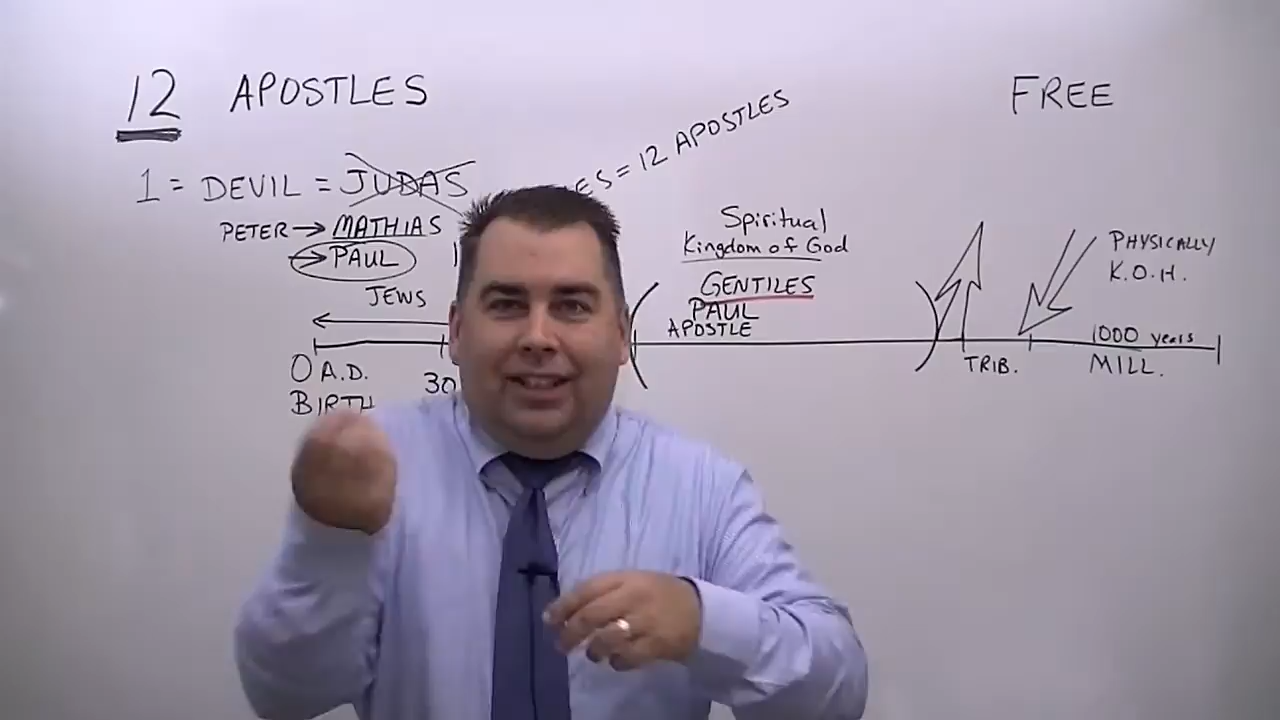 12 APOSTLES
FREE
1 = DEVIL = JUDAS
ES = 12 APOSTLES
PETER → MATHIAS
→ PAUL
JEWS
Spiritual
Kingdom of God
GENTILES
PAUL
APOSTLE
PHYSICALLY
K.O.H.
0 A.D.
BIRTH
30
TRIB.
1000 years
MILL.